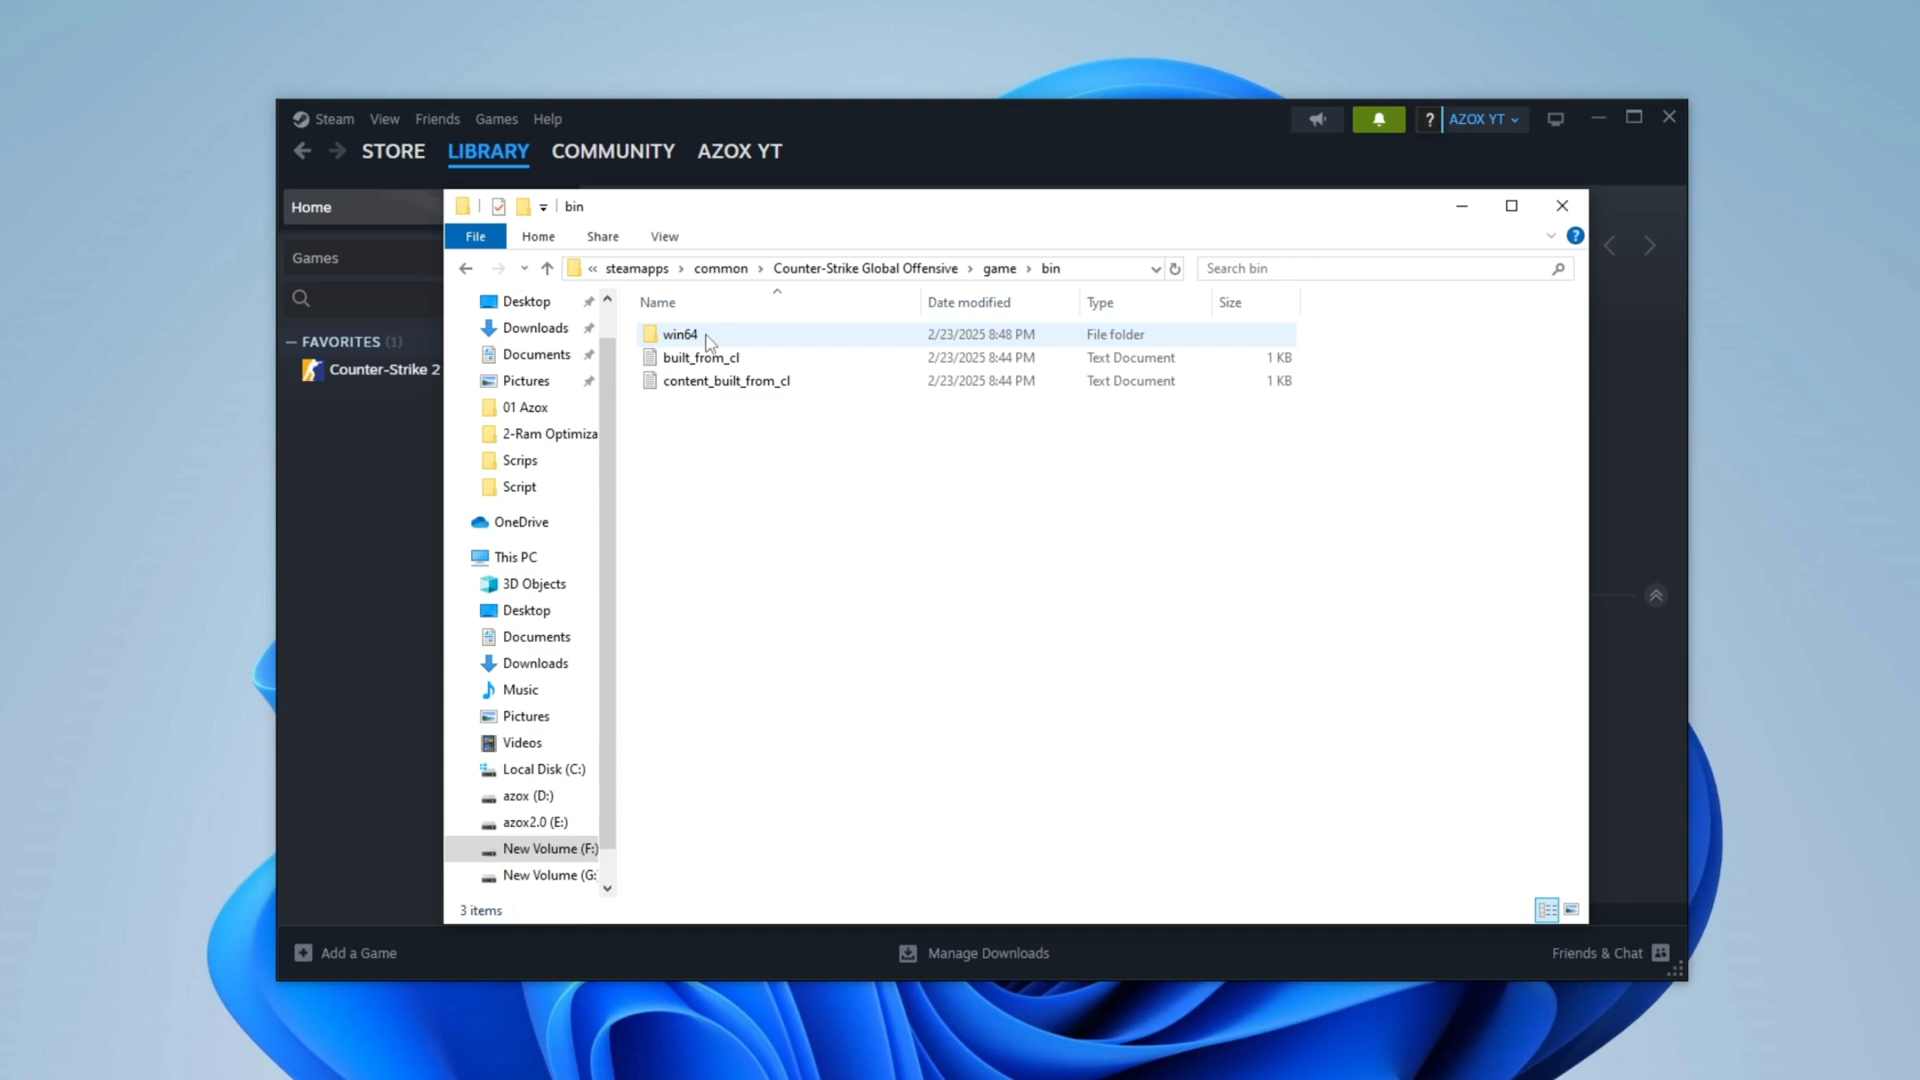 Steam View Friends Games Help
? AZOX YT
STORE LIBRARY COMMUNITY AZOX YT
Home
Games
— FAVORITES (1)
Counter-Strike 2
bin
File Home Share View
?
« steamapps > common > Counter-Strike Global Offensive > game > bin
Search bin
Name Date modified Type Size
win64 2/23/2025 8:48 PM File folder
built_from_cl 2/23/2025 8:44 PM Text Document 1 KB
content_built_from_cl 2/23/2025 8:44 PM Text Document 1 KB
Desktop
Downloads
Documents
Pictures
01 Azox
2-Ram Optimiza
Scrips
Script
OneDrive
This PC
3D Objects
Desktop
Documents
Downloads
Music
Pictures
Videos
Local Disk (C:)
azox (D:)
azox2.0 (E:)
New Volume (F:)
New Volume (G:
3 items
Add a Game
Manage Downloads
Friends & Chat